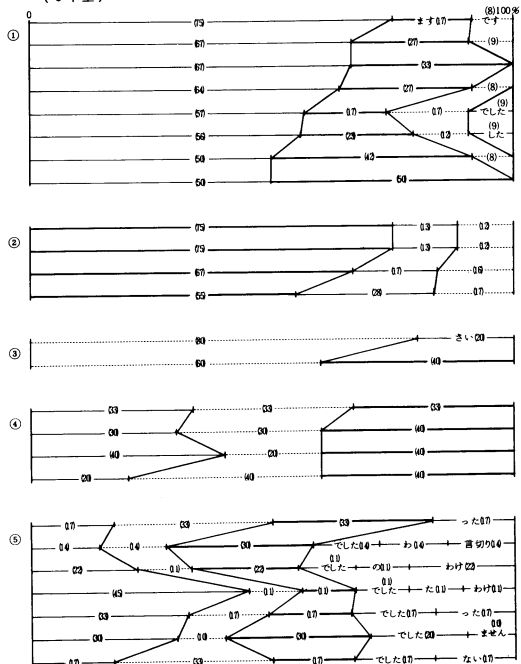 0 (8)100%
① (75) ます(17) です
(67) (27) (9)
(67) (33)
(64) (27) (8)
(57) (17) (17) でした (9)
(56) (23) (12) した (9)
(50) (42) (8)
(50) (50)
② (75) (13) (12)
(75) (13) (12)
(67) (17) (16)
(55) (28) (17)
③ (80) さい(20)
(60) (40)
④ (33) (33) (33)
(30) (30) (40)
(40) (20) (40)
(20) (40) (40)
⑤ (17) (33) (33) った(17)
(14) (14) (30) でした(14) わ(14) 言切り(14)
(22) (11) (22) でした(11) の(11) わけ(22)
(45) (11) (11) でした(11) た(11) わけ(11)
(33) (17) (17) でした(17) った(17)
(30) (10) (30) でした(20) ません(10)
(17) (33) (17) でした(17) ない(17)